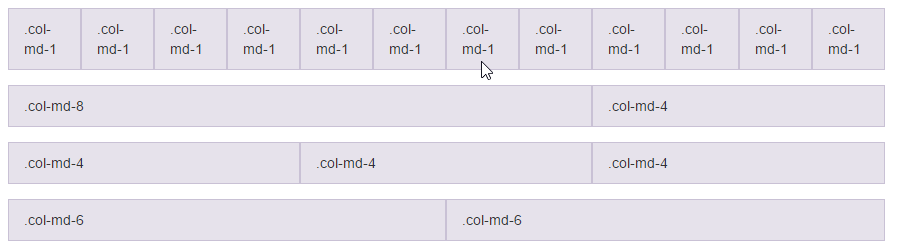 .col- .col- .col- .col- .col- .col- .col- .col- .col- .col- .col- .col-
md-1 md-1 md-1 md-1 md-1 md-1 md-1 md-1 md-1 md-1 md-1 md-1
.col-md-8 .col-md-4
.col-md-4 .col-md-4 .col-md-4
.col-md-6 .col-md-6